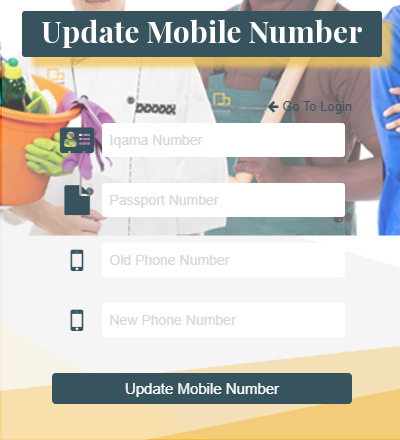 Update Mobile Number
Go To Login
Iqama Number
Passport Number
Old Phone Number
New Phone Number
Update Mobile Number